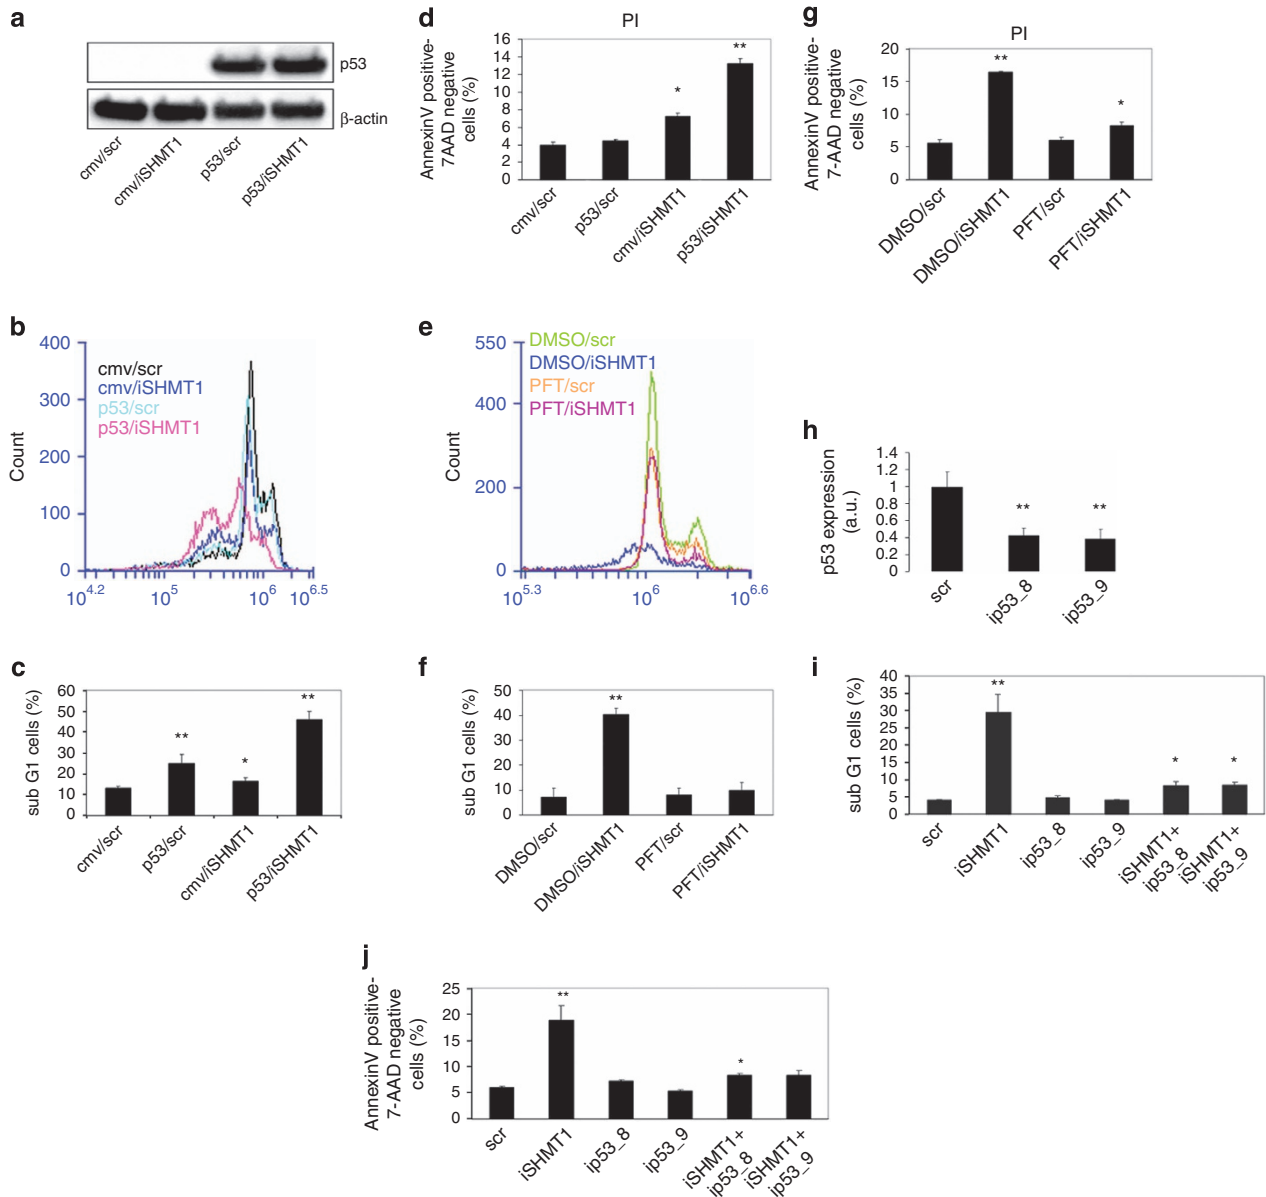 a
p53
β-actin
cmv/scr
cmv/iSHMT1
p53/scr
p53/iSHMT1
d
PI
AnnexinV positive-
7AAD negative
cells (%)
16
14
12
10
8
6
4
2
0
*
**
cmv/scr
p53/scr
cmv/iSHMT1
p53/iSHMT1
g
PI
AnnexinV positive-
7-AAD negative
cells (%)
20
15
10
5
0
**
*
DMSO/scr
DMSO/iSHMT1
PFT/scr
PFT/iSHMT1
b
Count
400
300
200
100
0
cmv/scr
cmv/iSHMT1
p53/scr
p53/iSHMT1
10^4.2 10^5 10^6 10^6.5
e
Count
550
400
200
0
DMSO/scr
DMSO/iSHMT1
PFT/scr
PFT/iSHMT1
10^5.3 10^6 10^6.6
h
p53 expression
(a.u.)
1.4
1.2
1
0.8
0.6
0.4
0.2
0
**
**
scr
ip53_8
ip53_9
c
sub G1 cells (%)
60
50
40
30
20
10
0
**
*
**
cmv/scr
p53/scr
cmv/iSHMT1
p53/iSHMT1
f
sub G1 cells (%)
50
40
30
20
10
0
**
DMSO/scr
DMSO/iSHMT1
PFT/scr
PFT/iSHMT1
i
sub G1 cells (%)
40
35
30
25
20
15
10
5
0
**
*
*
scr
iSHMT1
ip53_8
ip53_9
iSHMT1+
ip53_8
iSHMT1+
ip53_9
j
AnnexinV positive-
7-AAD negative
cells (%)
25
20
15
10
5
0
**
*
scr
iSHMT1
ip53_8
ip53_9
iSHMT1+
ip53_8
iSHMT1+
ip53_9